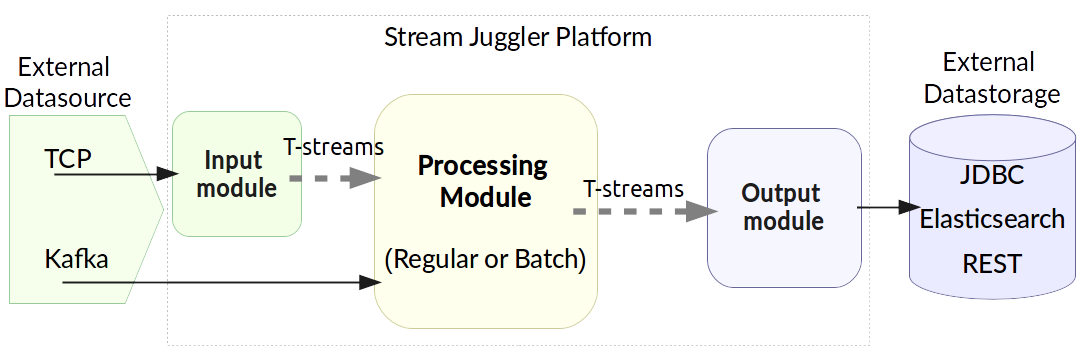 Stream Juggler Platform
External
Datasource
TCP
Kafka
Input
module
T-streams
Processing
Module
(Regular or Batch)
T-streams
Output
module
External
Datastorage
JDBC
Elasticsearch
REST